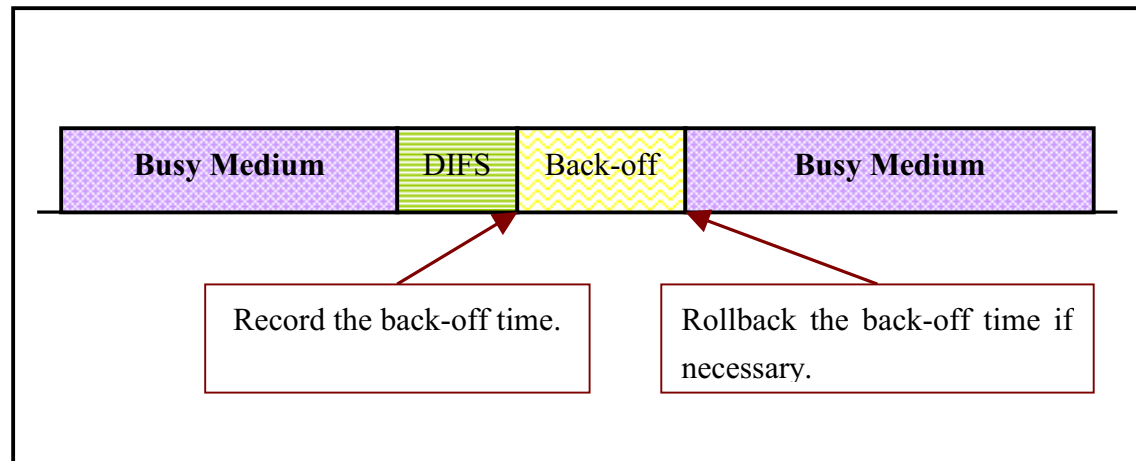 Busy Medium DIFS Back-off Busy Medium
Record the back-off time.
Rollback the back-off time if
necessary.